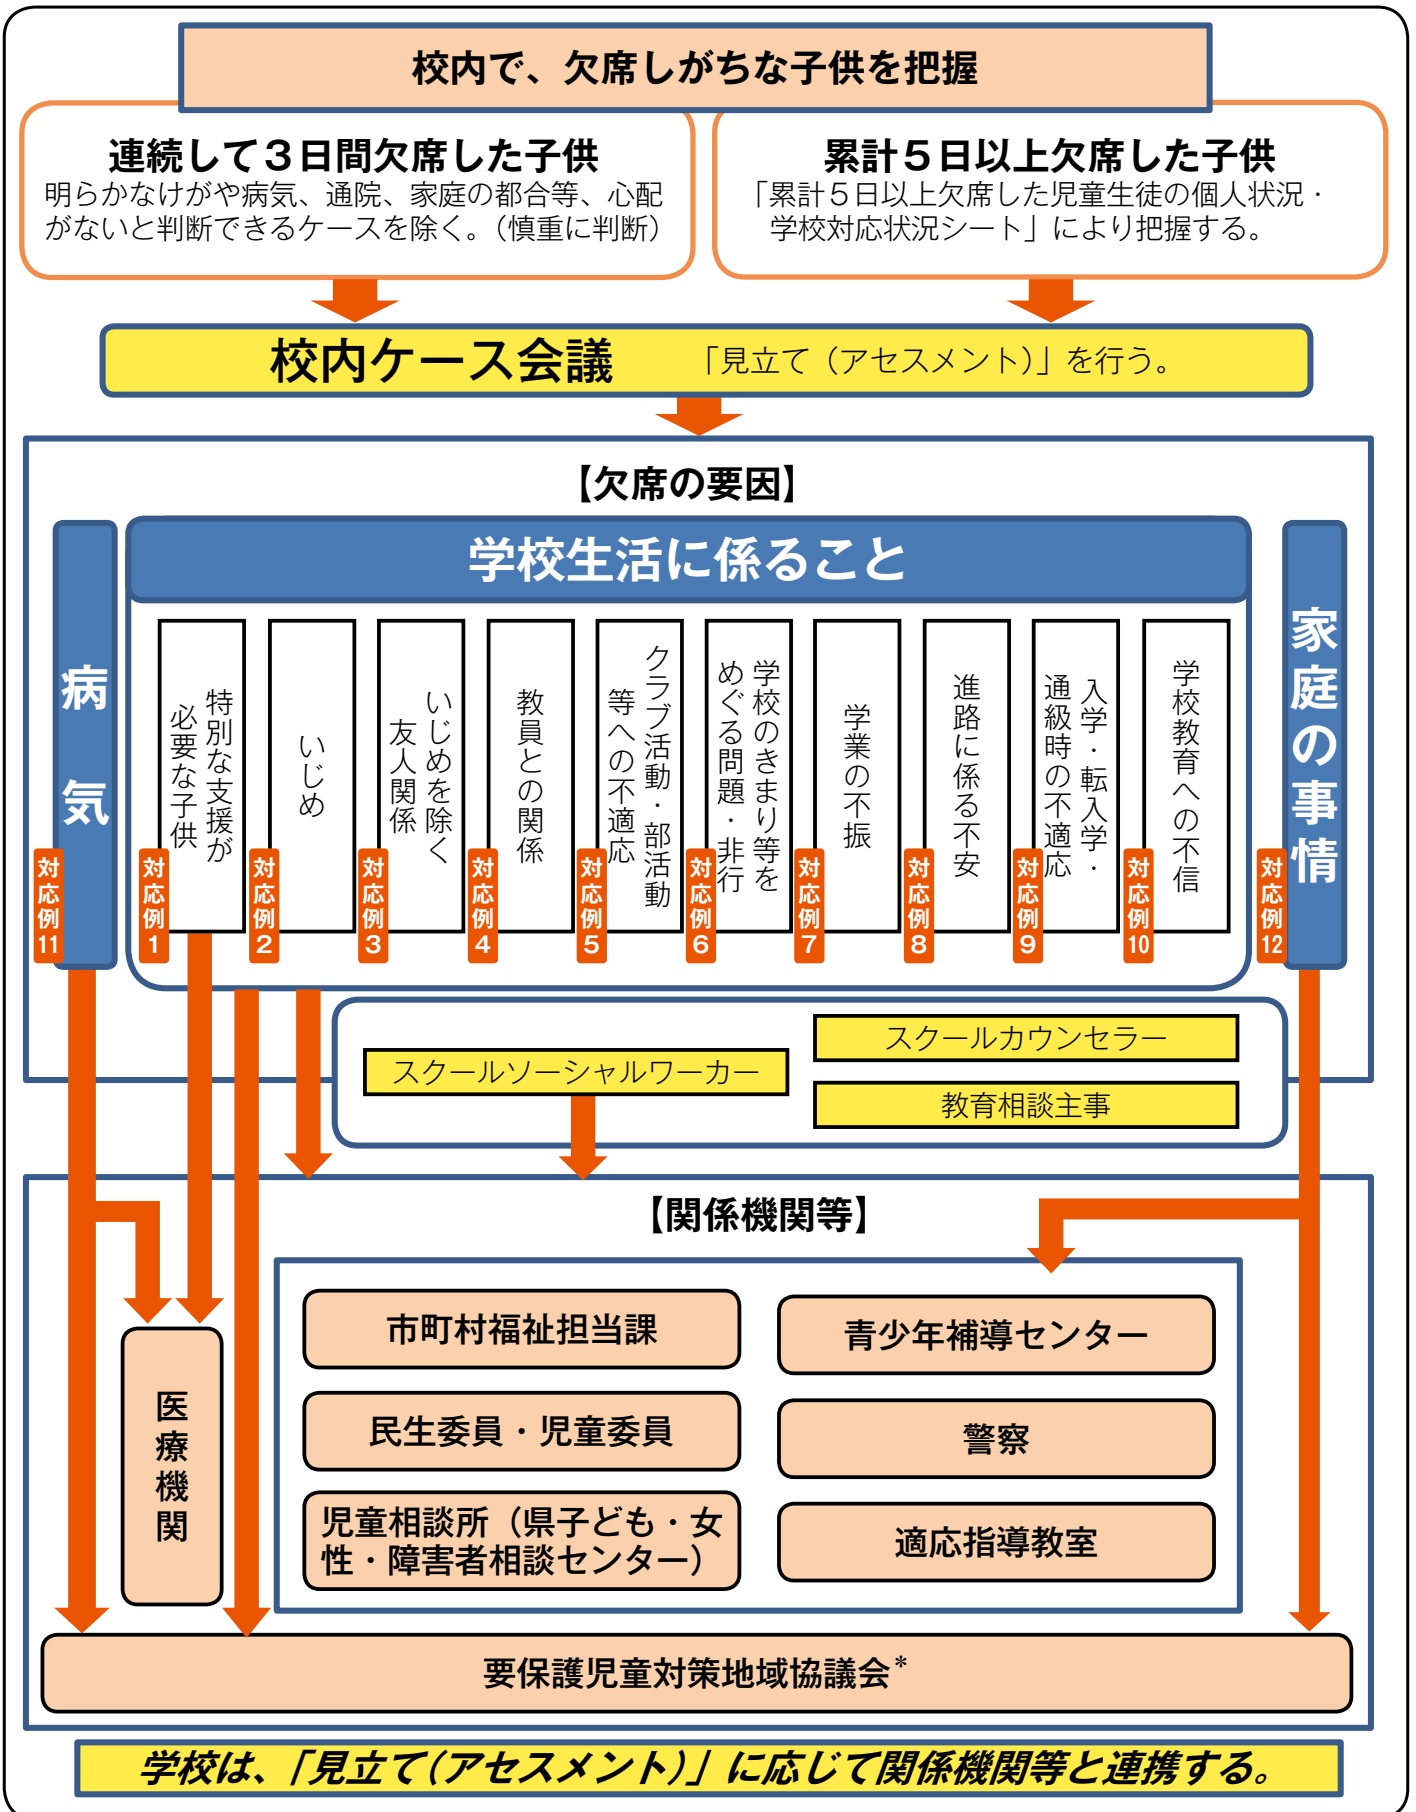 校内で、欠席しがちな子供を把握
連続して３日間欠席した子供
明らかなけがや病気、通院、家庭の都合等、心配
がないと判断できるケースを除く。（慎重に判断）
累計５日以上欠席した子供
「累計５日以上欠席した児童生徒の個人状況・
学校対応状況シート」により把握する。
校内ケース会議　「見立て（アセスメント）」を行う。
【欠席の要因】
病気
対応例11
学校生活に係ること
特別な支援が
必要な子供
対応例1
いじめ
対応例2
いじめを除く
友人関係
対応例3
教員との関係
対応例4
クラブ活動・部活動
等への不適応
対応例5
学校のきまり等を
めぐる問題・非行
対応例6
学業の不振
対応例7
進路に係る不安
対応例8
入学・転入学・
通級時の不適応
対応例9
学校教育への不信
対応例10
家庭の事情
対応例12
スクールソーシャルワーカー
スクールカウンセラー
教育相談主事
【関係機関等】
医療機関
市町村福祉担当課
民生委員・児童委員
児童相談所（県子ども・女
性・障害者相談センター）
青少年補導センター
警察
適応指導教室
要保護児童対策地域協議会*
学校は、「見立て（アセスメント）」に応じて関係機関等と連携する。